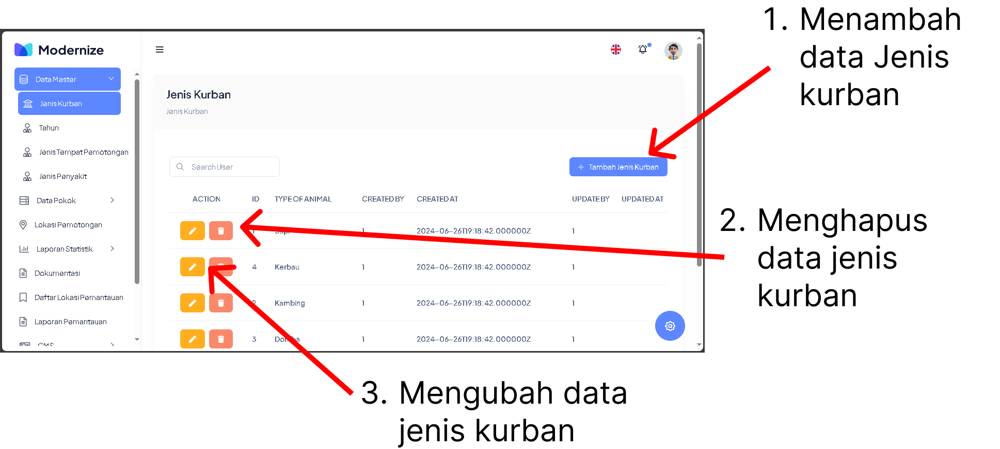 1. Menambah
data Jenis
kurban
Modernize
Data Master
Jenis Kurban
Tahun
Jenis Tempat Pemotongan
Jenis Penyakit
Data Pokok
Lokasi Pemotongan
Laporan Statistik
Dokumentasi
Daftar Lokasi Pemantauan
Laporan Pemantauan
CMS
Jenis Kurban
Jenis Kurban
Search User
+ Tambah Jenis Kurban
ACTION ID TYPE OF ANIMAL CREATED BY CREATED AT UPDATE BY UPDATED AT
1 Sapi 1 2024-06-26T19:18:42.000000Z 1
4 Kerbau 1 2024-06-26T19:18:42.000000Z 1
2 Kambing 1 2024-06-26T19:18:42.000000Z 1
3 Domba 1 2024-06-26T19:18:42.000000Z 1
2. Menghapus
data jenis
kurban
3. Mengubah data
jenis kurban